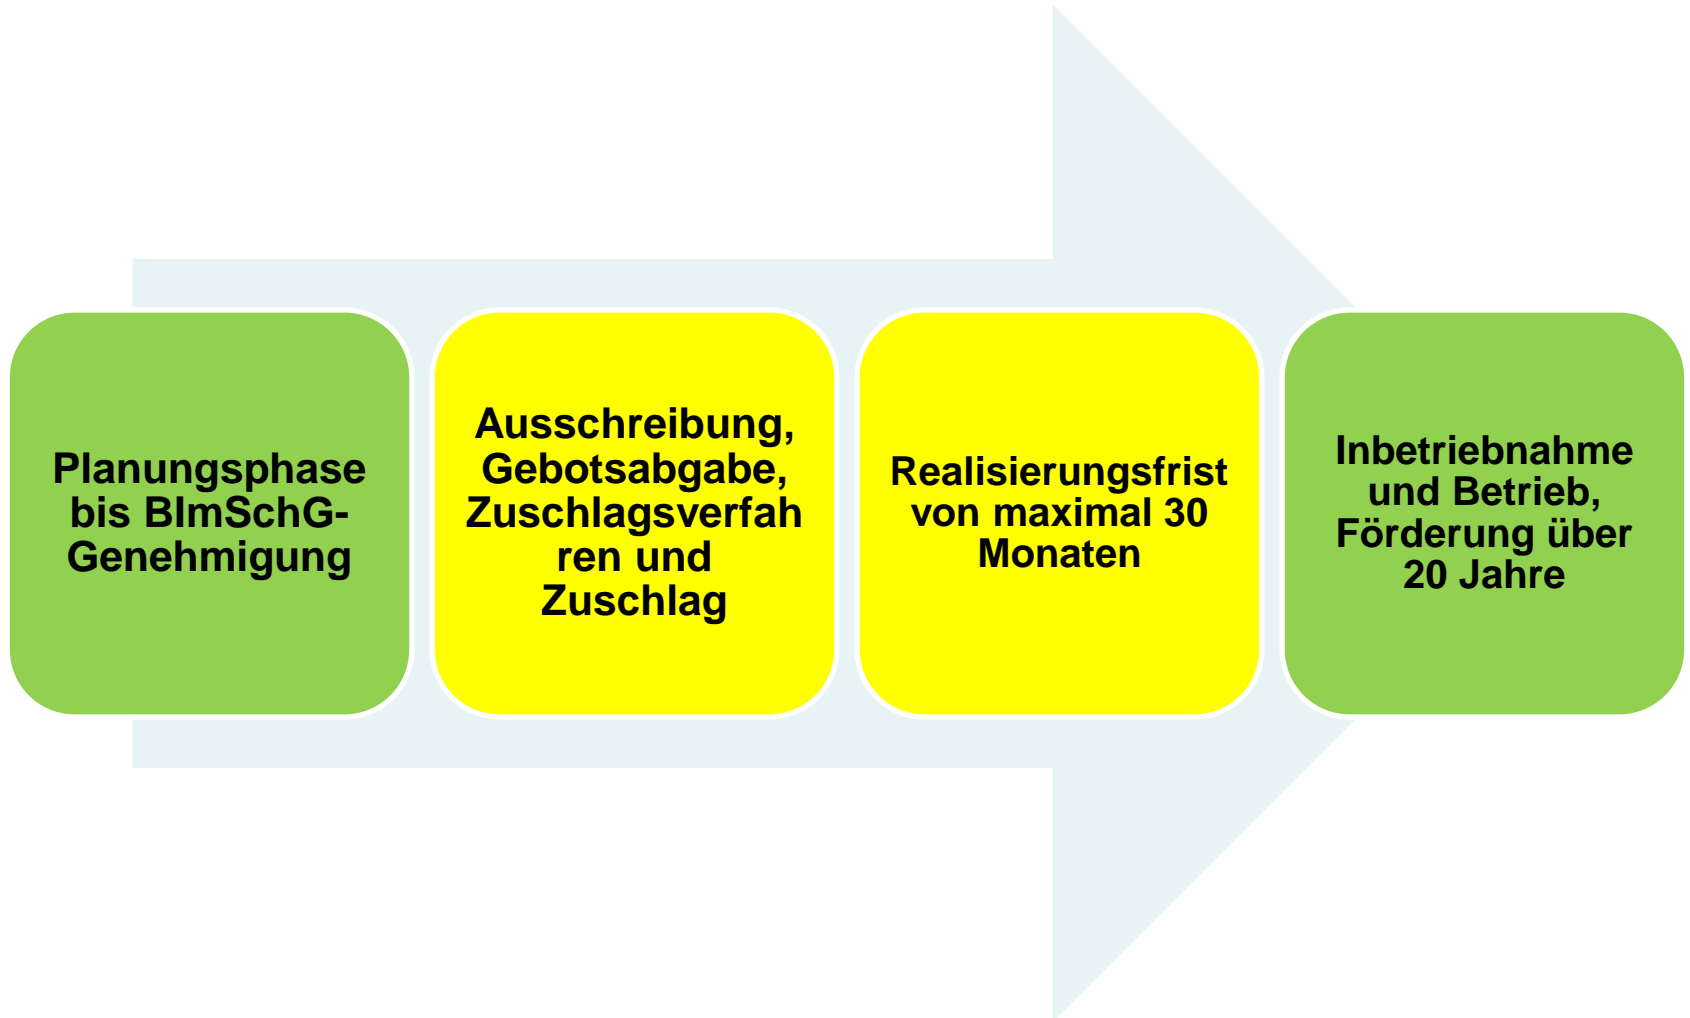 Planungsphase
bis BImSchG-
Genehmigung
Ausschreibung,
Gebotsabgabe,
Zuschlagsverfah
ren und
Zuschlag
Realisierungsfrist
von maximal 30
Monaten
Inbetriebnahme
und Betrieb,
Förderung über
20 Jahre